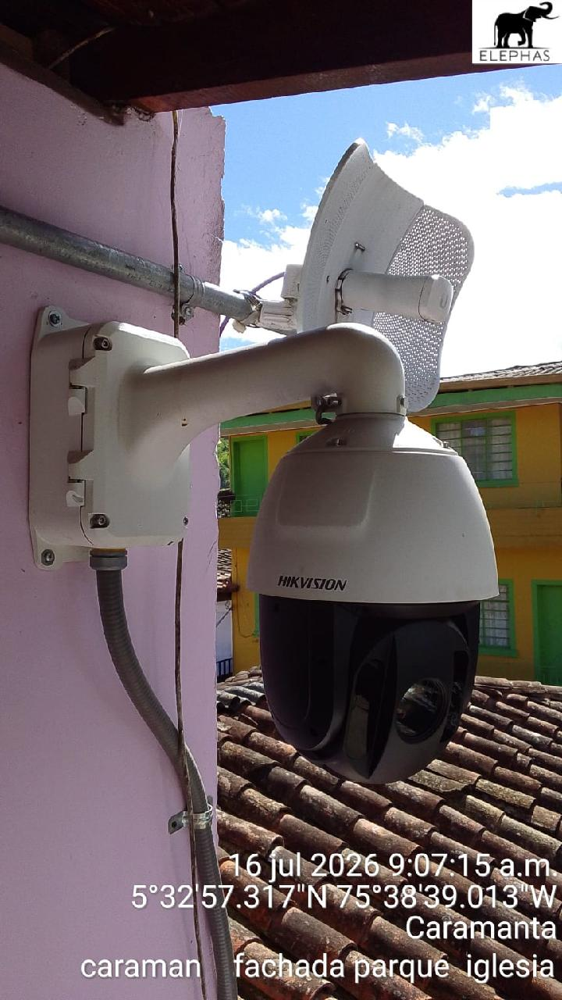 ELEPHAS
HIKVISION
16 jul 2026 9:07:15 a.m.
5°32'57.317"N 75°38'39.013"W
Caramanta
caraman fachada parque iglesia